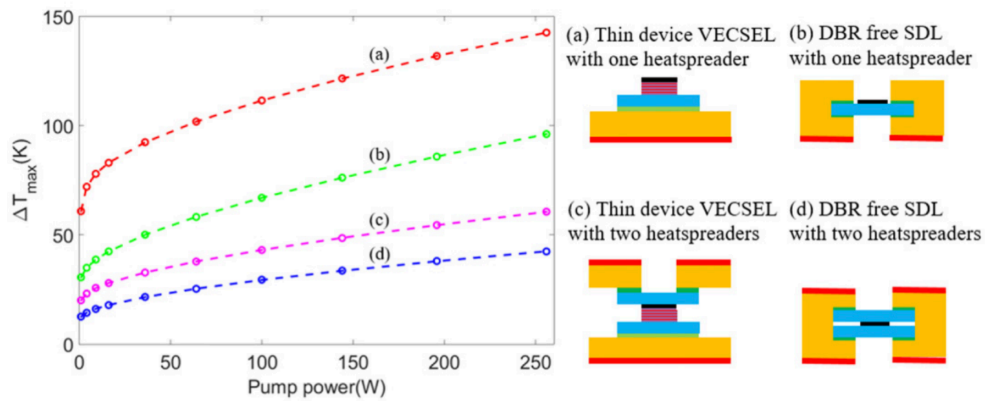 150
100
50
0
ΔTmax(K)
0
50
100
150
200
250
Pump power(W)
(a)
(b)
(c)
(d)
(a) Thin device VECSEL
with one heatspreader
(b) DBR free SDL
with one heatspreader
(c) Thin device VECSEL
with two heatspreaders
(d) DBR free SDL
with two heatspreaders